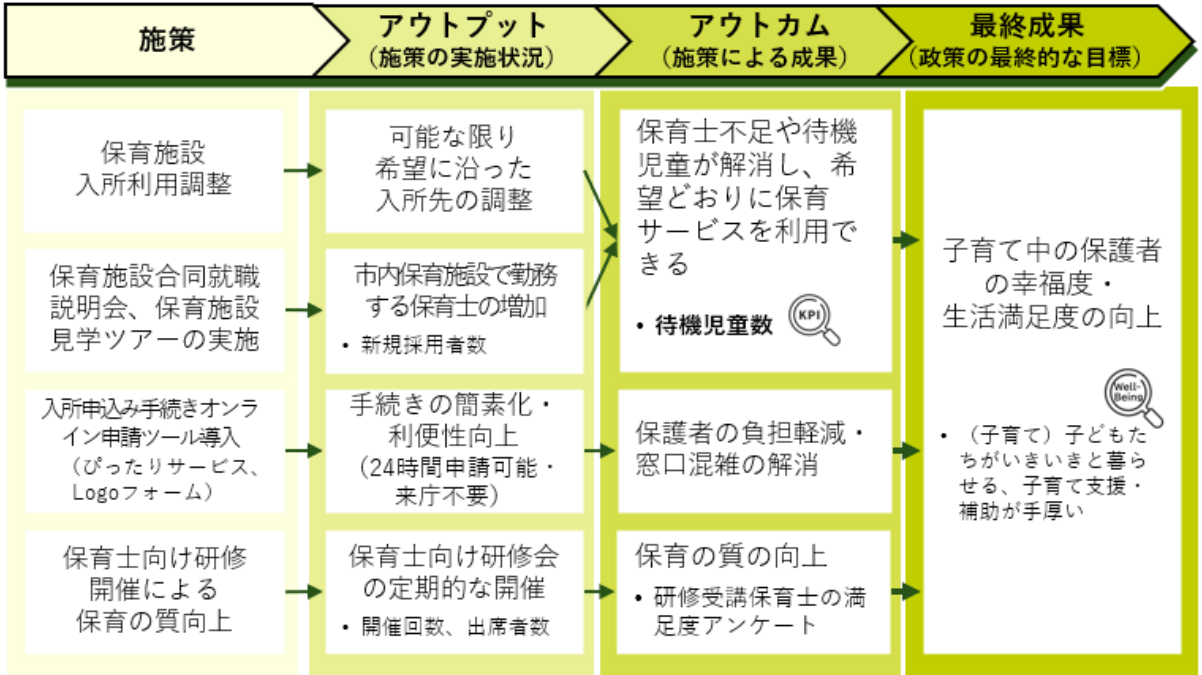 施策
アウトプット
（施策の実施状況）
アウトカム
（施策による成果）
最終成果
（政策の最終的な目標）
保育施設
入所利用調整
可能な限り
希望に沿った
入所先の調整
保育士不足や待機
児童が解消し、希
望どおりに保育
サービスを利用で
きる
• 待機児童数
KPI
保育施設合同就職
説明会、保育施設
見学ツアーの実施
市内保育施設で勤務
する保育士の増加
• 新規採用者数
入所申込み手続きオンラ
イン申請ツール導入
（ぴったりサービス、
Logoフォーム）
手続きの簡素化・
利便性向上
（24時間申請可能・
来庁不要）
保護者の負担軽減・
窓口混雑の解消
保育士向け研修
開催による
保育の質向上
保育士向け研修会
の定期的な開催
• 開催回数、出席者数
保育の質の向上
• 研修受講保育士の満
足度アンケート
子育て中の保護者
の幸福度・
生活満足度の向上
Well-
Being
• （子育て）子どもた
ちがいきいきと暮ら
せる、子育て支援・
補助が手厚い